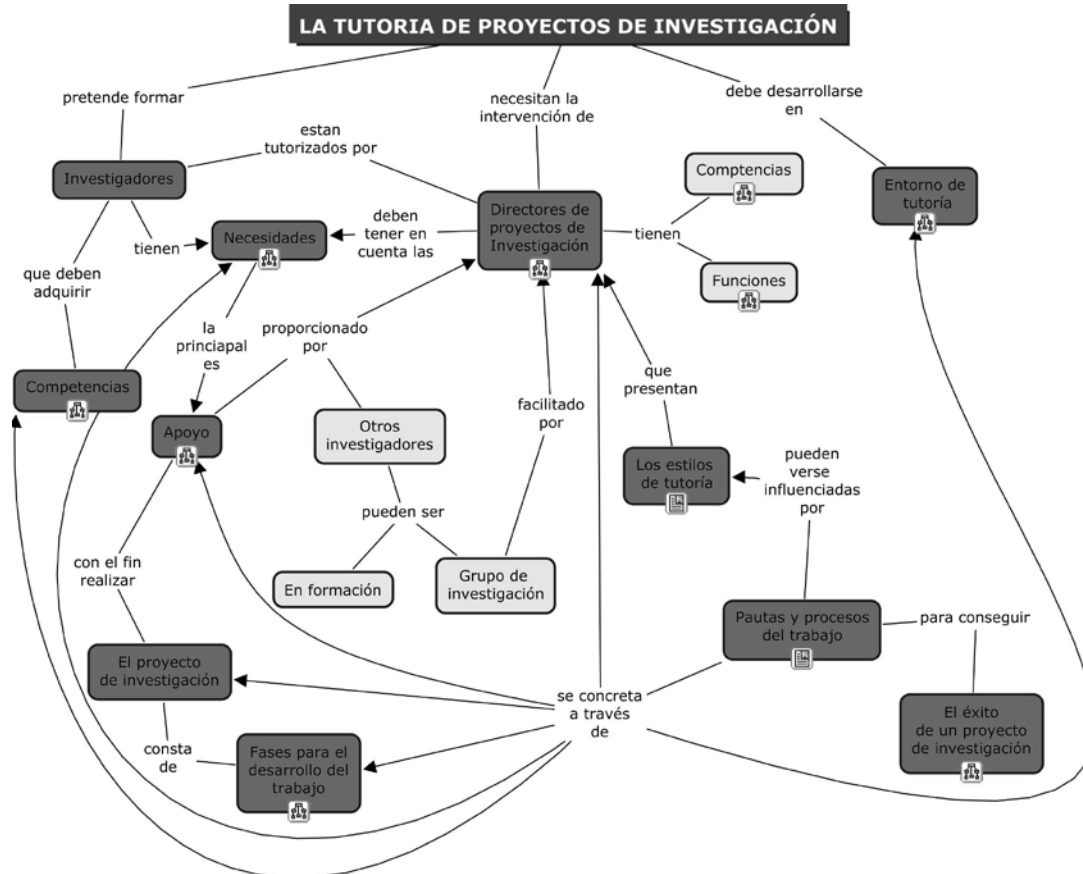 LA TUTORIA DE PROYECTOS DE INVESTIGACIÓN
pretende formar
necesitan la
intervención de
debe desarrollarse
en
estan
tutorizados por
Investigadores
Comptencias
Entorno de
tutoría
Directores de
proyectos de
Investigación
tienen
Necesidades
deben
tener en
cuenta las
tienen
Funciones
que deben
adquirir
la
princiapal
es
proporcionado
por
que
presentan
Competencias
facilitado
por
Apoyo
Otros
investigadores
Los estilos
de tutoría
pueden
verse
influenciadas
por
pueden ser
con el fin
realizar
En formación
Grupo de
investigación
Pautas y procesos
del trabajo
para conseguir
El proyecto
de investigación
se concreta
a través
de
El éxito
de un proyecto
de investigación
consta
de
Fases para el
desarrollo del
trabajo